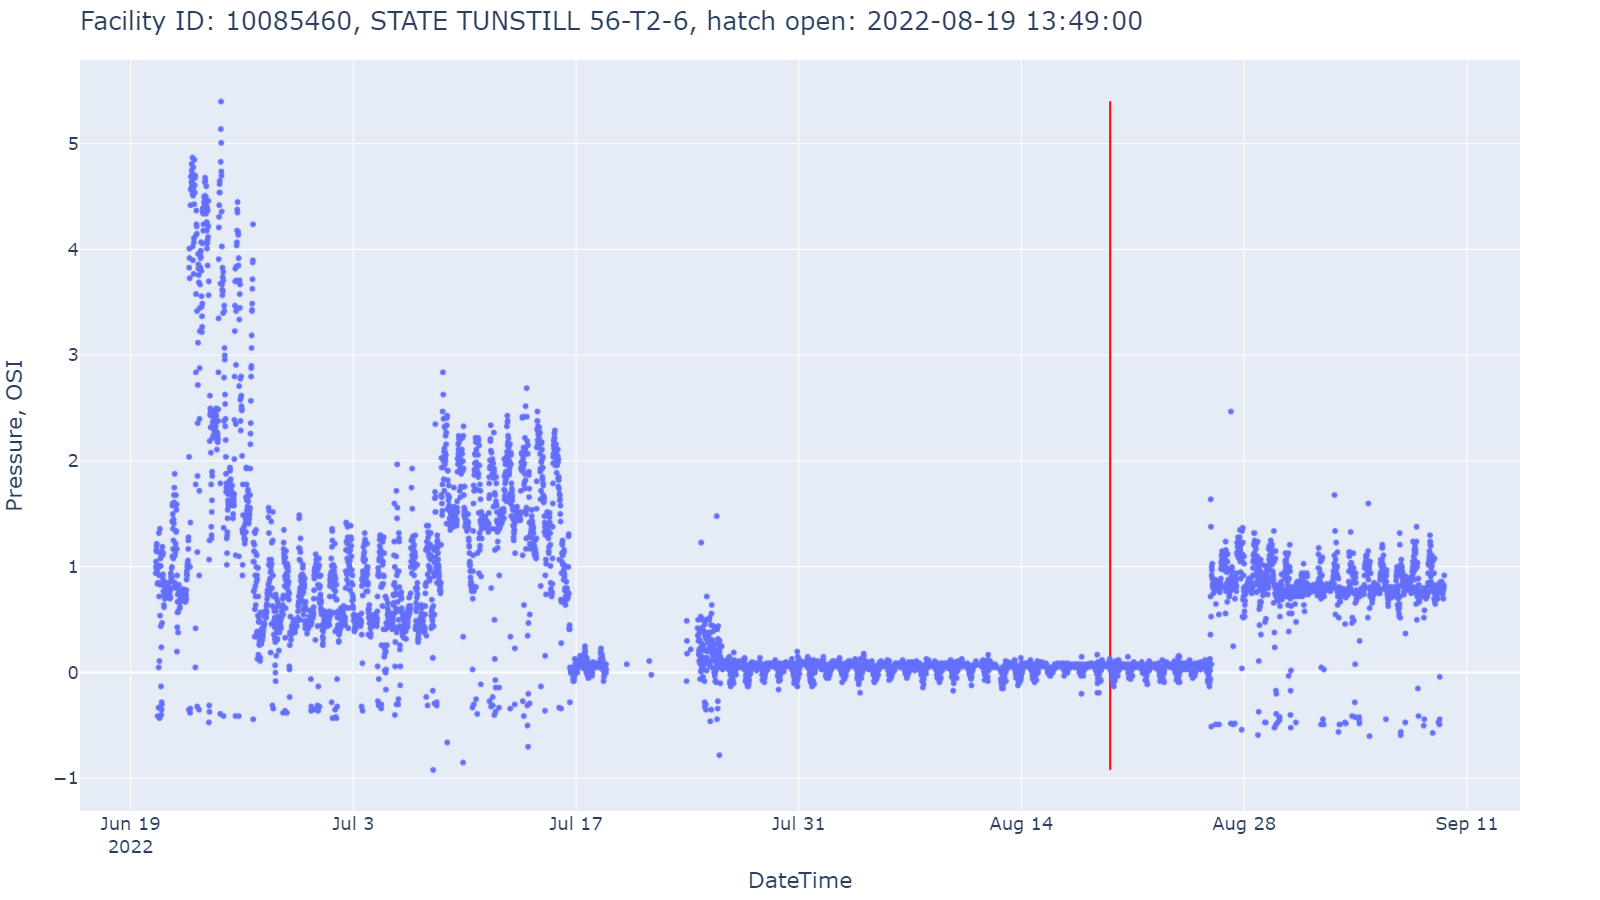 Facility ID: 10085460, STATE TUNSTILL 56-T2-6, hatch open: 2022-08-19 13:49:00
5
4
3
2
1
0
−1
Pressure, OSI
Jun 19
2022
Jul 3
Jul 17
Jul 31
Aug 14
Aug 28
Sep 11
DateTime